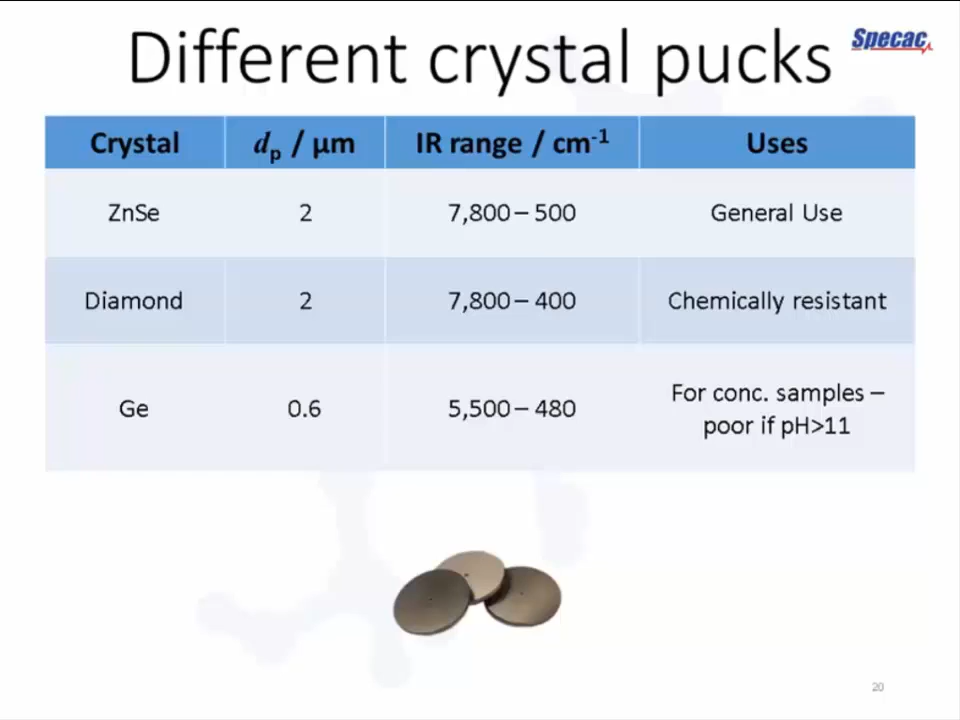 Different crystal pucks
Specac
Crystal dp / µm IR range / cm-1 Uses
ZnSe 2 7,800 – 500 General Use
Diamond 2 7,800 – 400 Chemically resistant
Ge 0.6 5,500 – 480 For conc. samples –
poor if pH>11
20